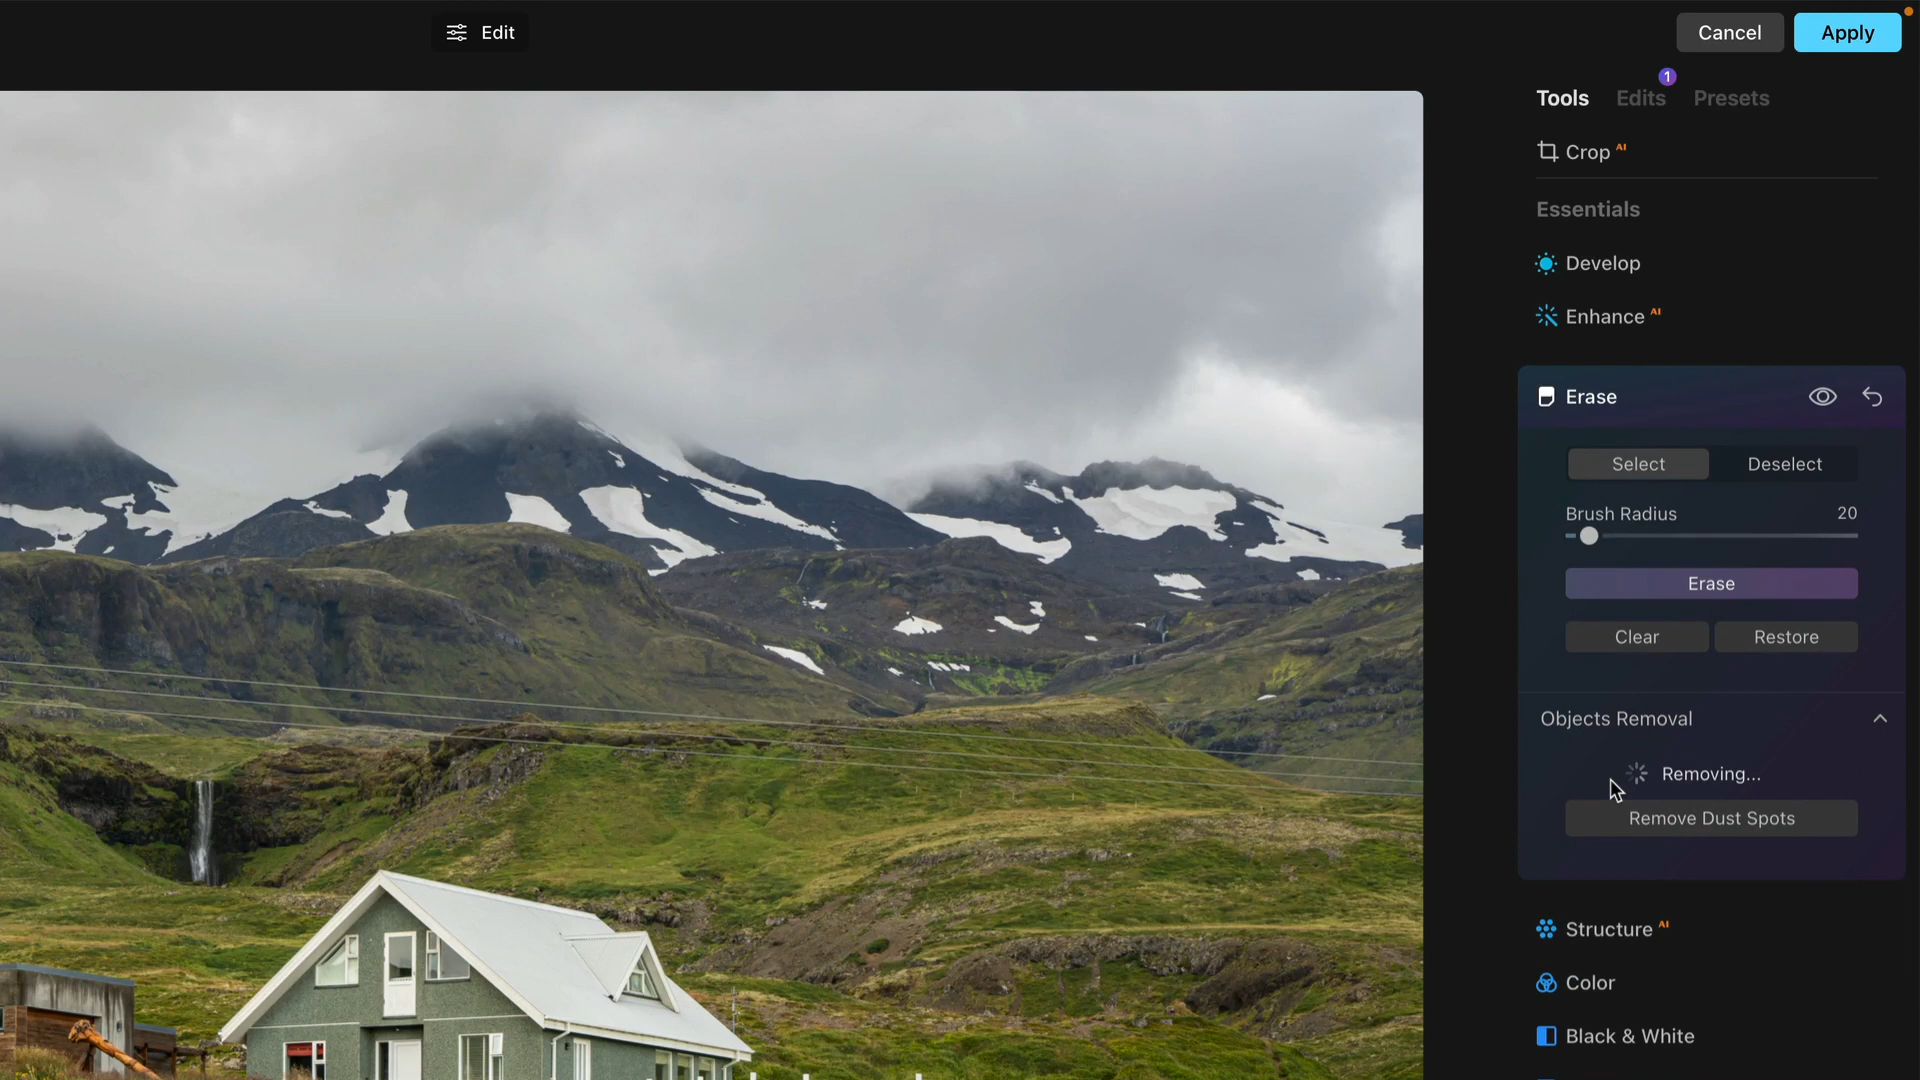 Edit
Cancel
Apply
1
Tools
Edits
Presets
Crop AI
Essentials
Develop
Enhance AI
Erase
Select
Deselect
Brush Radius
20
Erase
Clear
Restore
Objects Removal
Removing...
Remove Dust Spots
Structure AI
Color
Black & White